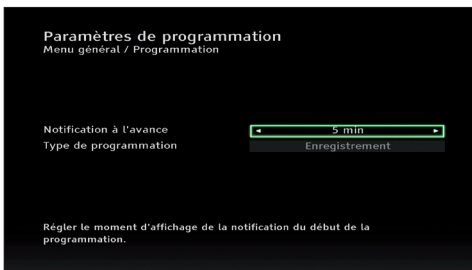 Paramètres de programmation
Menu général / Programmation
Notification à l'avance
5 min
Type de programmation
Enregistrement
Régler le moment d'affichage de la notification du début de la
programmation.